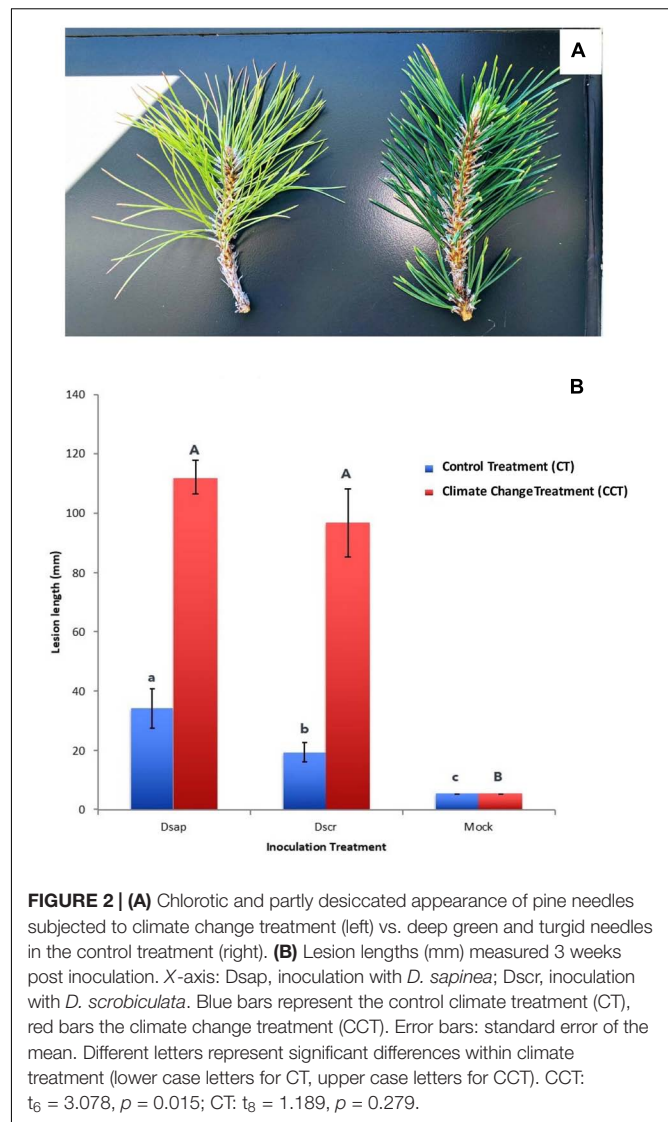 A
B
140
120
100
80
60
40
20
0
Lesion length (mm)
A
A
a
b
c
B
Control Treatment (CT)
Climate ChangeTreatment (CCT)
Dsap
Dscr
Mock
Inoculation Treatment
FIGURE 2 | (A) Chlorotic and partly desiccated appearance of pine needles
subjected to climate change treatment (left) vs. deep green and turgid needles
in the control treatment (right). (B) Lesion lengths (mm) measured 3 weeks
post inoculation. X-axis: Dsap, inoculation with D. sapinea; Dscr, inoculation
with D. scrobiculata. Blue bars represent the control climate treatment (CT),
red bars the climate change treatment (CCT). Error bars: standard error of the
mean. Different letters represent significant differences within climate
treatment (lower case letters for CT, upper case letters for CCT). CCT:
t₆ = 3.078, p = 0.015; CT: t₈ = 1.189, p = 0.279.